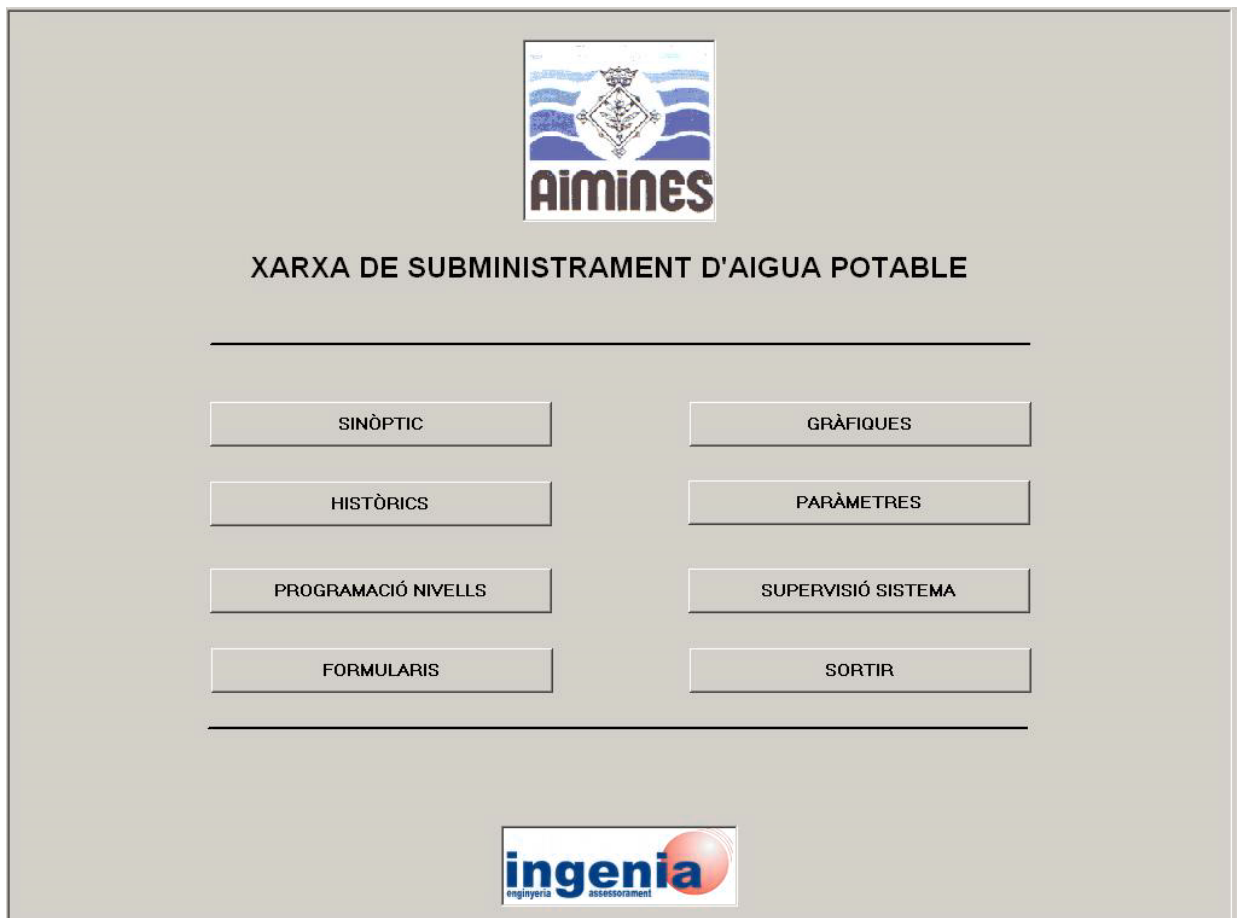 AiMiNES
XARXA DE SUBMINISTRAMENT D'AIGUA POTABLE
SINÒPTIC
GRÀFIQUES
HISTÒRICS
PARÀMETRES
PROGRAMACIÓ NIVELLS
SUPERVISIÓ SISTEMA
FORMULARIS
SORTIR
ingenia
enginyeria assessorament